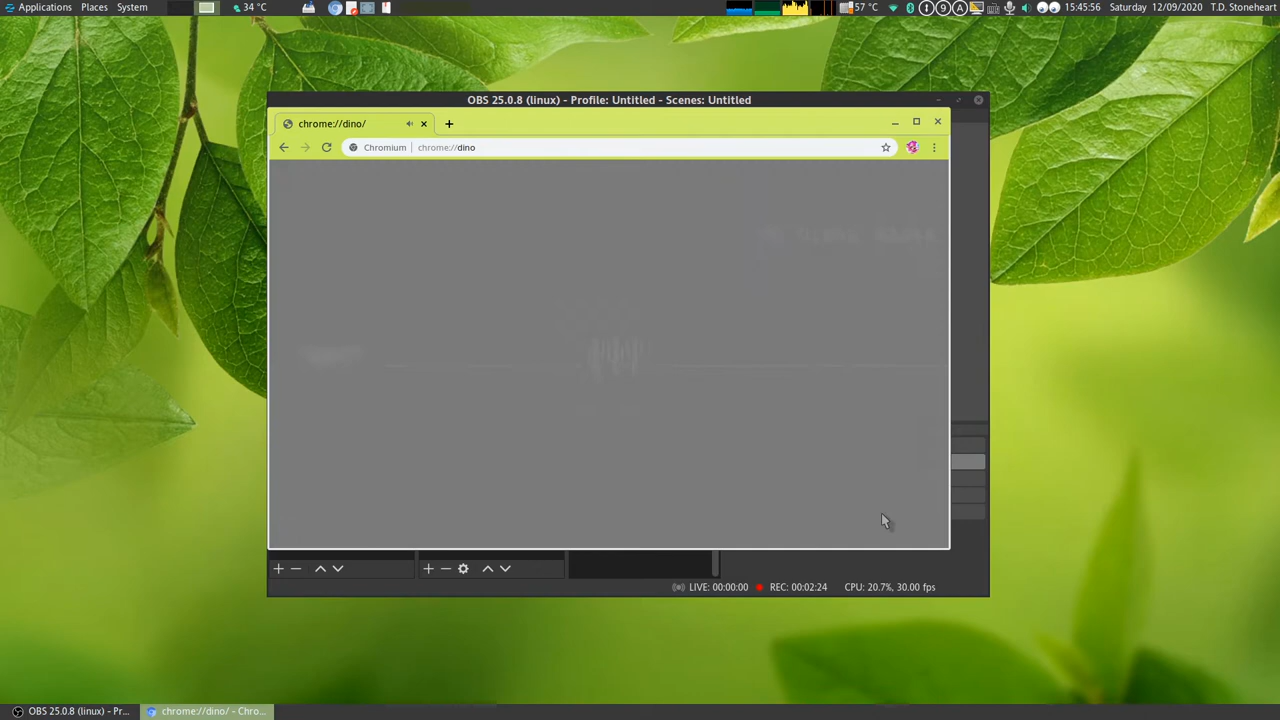 Applications Places System 34 °C 57 °C 15:45:56 Saturday 12/09/2020 T.D. Stoneheart
OBS 25.0.8 (linux) - Profile: Untitled - Scenes: Untitled
chrome://dino/
Chromium chrome://dino
LIVE: 00:00:00 REC: 00:02:24 CPU: 20.7%, 30.00 fps
OBS 25.0.8 (linux) - Pr... chrome://dino/ - Chro...